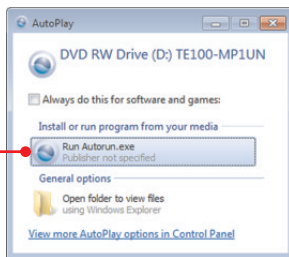 AutoPlay
DVD RW Drive (D:) TE100-MP1UN
Always do this for software and games:
Install or run program from your media
Run Autorun.exe
Publisher not specified
General options
Open folder to view files
using Windows Explorer
View more AutoPlay options in Control Panel